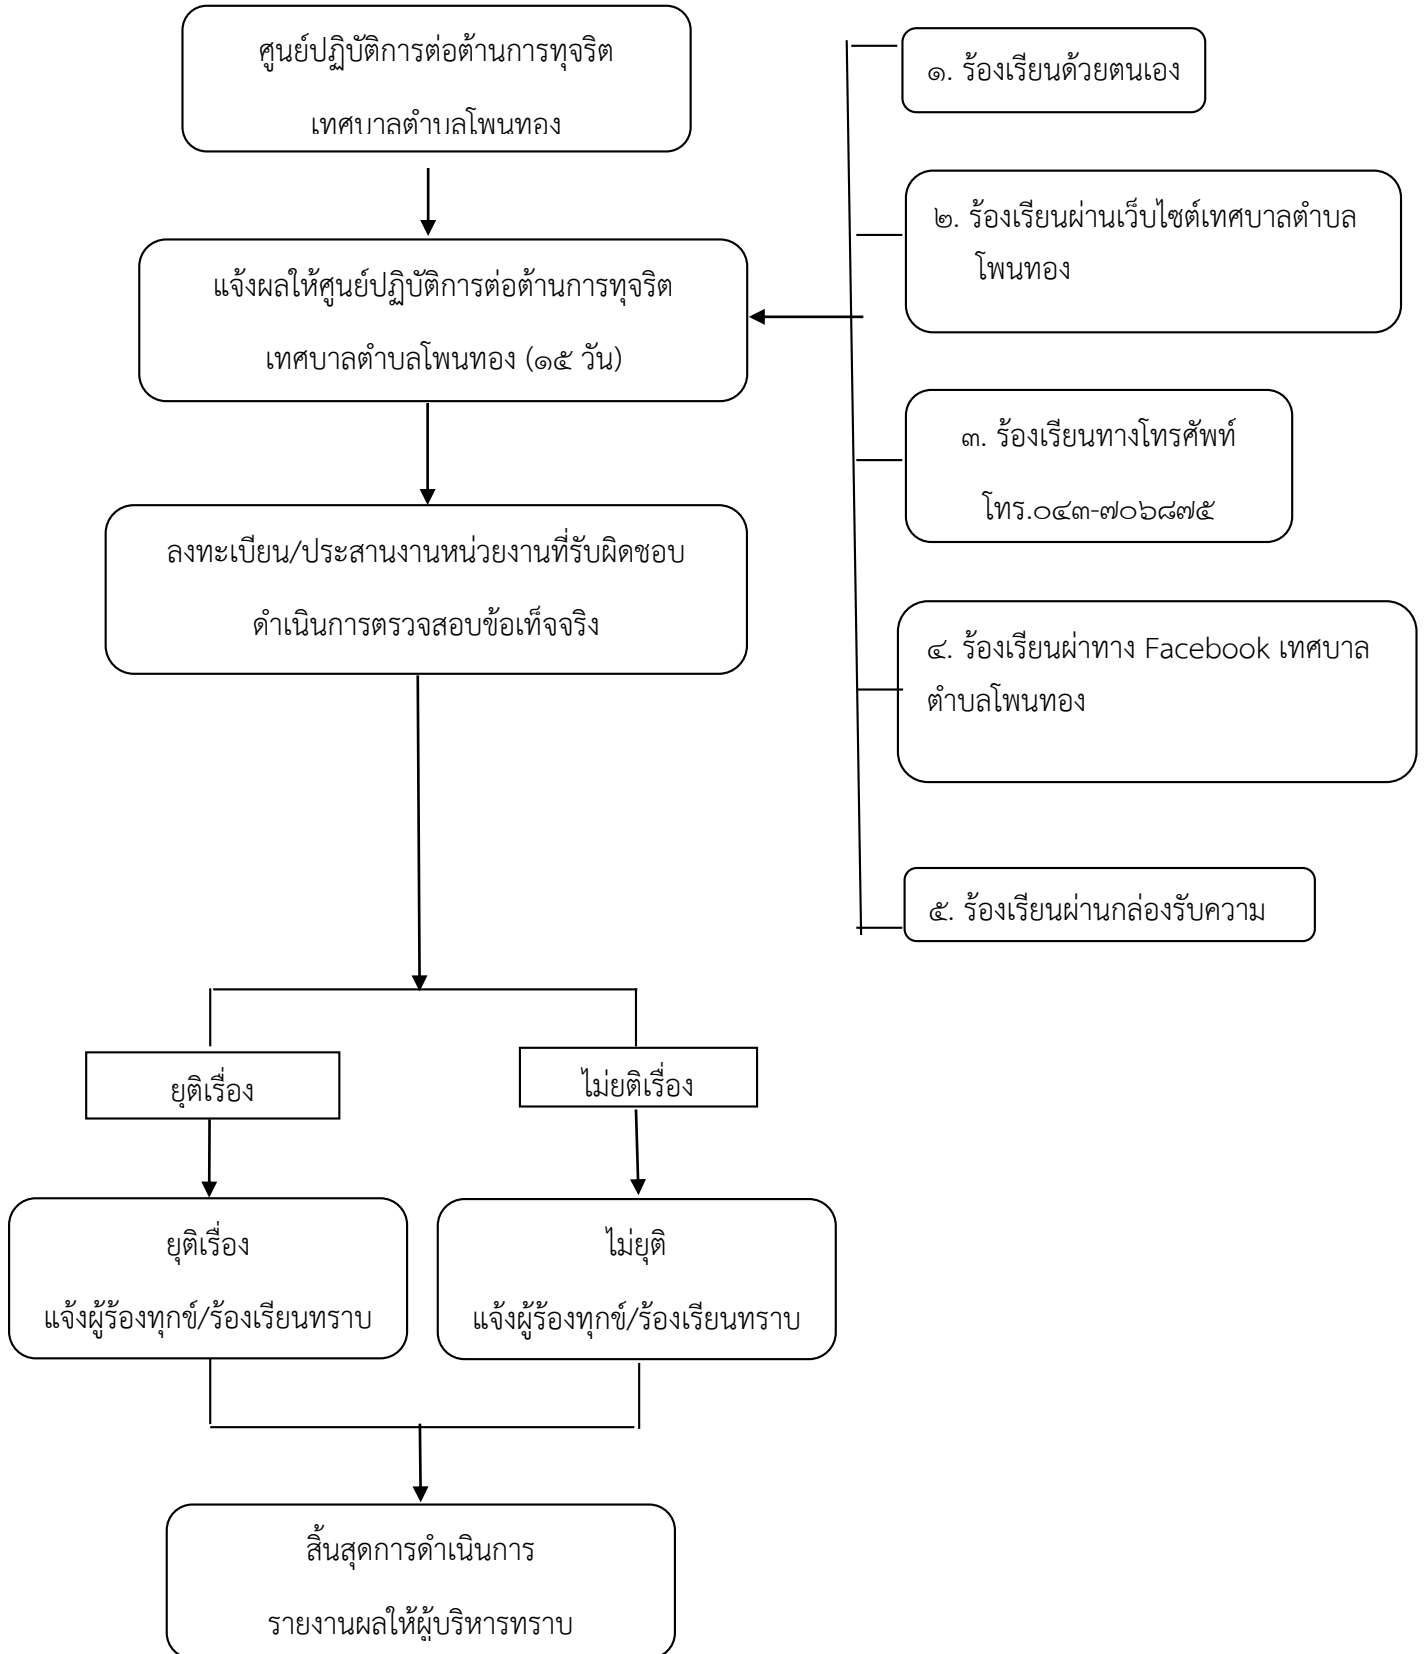 ศูนย์ปฏิบัติการต่อต้านการทุจริต
เทศบาลตำบลโพนทอง
แจ้งผลให้ศูนย์ปฏิบัติการต่อต้านการทุจริต
เทศบาลตำบลโพนทอง (๑๕ วัน)
ลงทะเบียน/ประสานงานหน่วยงานที่รับผิดชอบ
ดำเนินการตรวจสอบข้อเท็จจริง
๑. ร้องเรียนด้วยตนเอง
๒. ร้องเรียนผ่านเว็บไซต์เทศบาลตำบล
โพนทอง
๓. ร้องเรียนทางโทรศัพท์
โทร.๐๔๓-๗๐๖๘๗๕
๔. ร้องเรียนผ่าทาง Facebook เทศบาล
ตำบลโพนทอง
๕. ร้องเรียนผ่านกล่องรับความ
ยุติเรื่อง
ไม่ยุติเรื่อง
ยุติเรื่อง
แจ้งผู้ร้องทุกข์/ร้องเรียนทราบ
ไม่ยุติ
แจ้งผู้ร้องทุกข์/ร้องเรียนทราบ
สิ้นสุดการดำเนินการ
รายงานผลให้ผู้บริหารทราบ